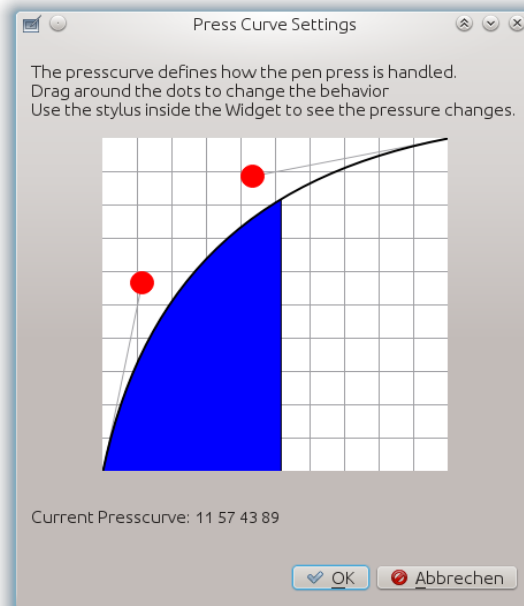 Press Curve Settings
The presscurve defines how the pen press is handled.
Drag around the dots to change the behavior
Use the stylus inside the Widget to see the pressure changes.
Current Presscurve: 11 57 43 89
OK
Abbrechen